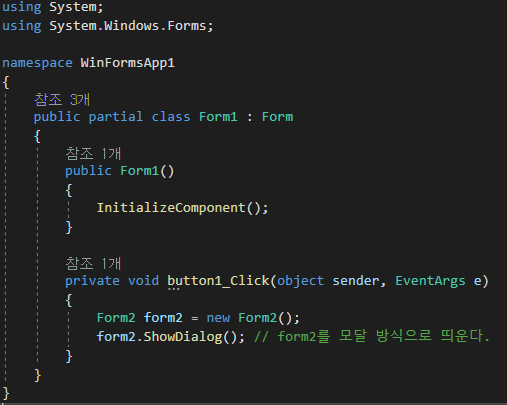 using System;
using System.Windows.Forms;
namespace WinFormsApp1
{
참조 3개
public partial class Form1 : Form
{
참조 1개
public Form1()
{
InitializeComponent();
}
참조 1개
private void button1_Click(object sender, EventArgs e)
{
Form2 form2 = new Form2();
form2.ShowDialog(); // form2를 모달 방식으로 띄운다.
}
}
}